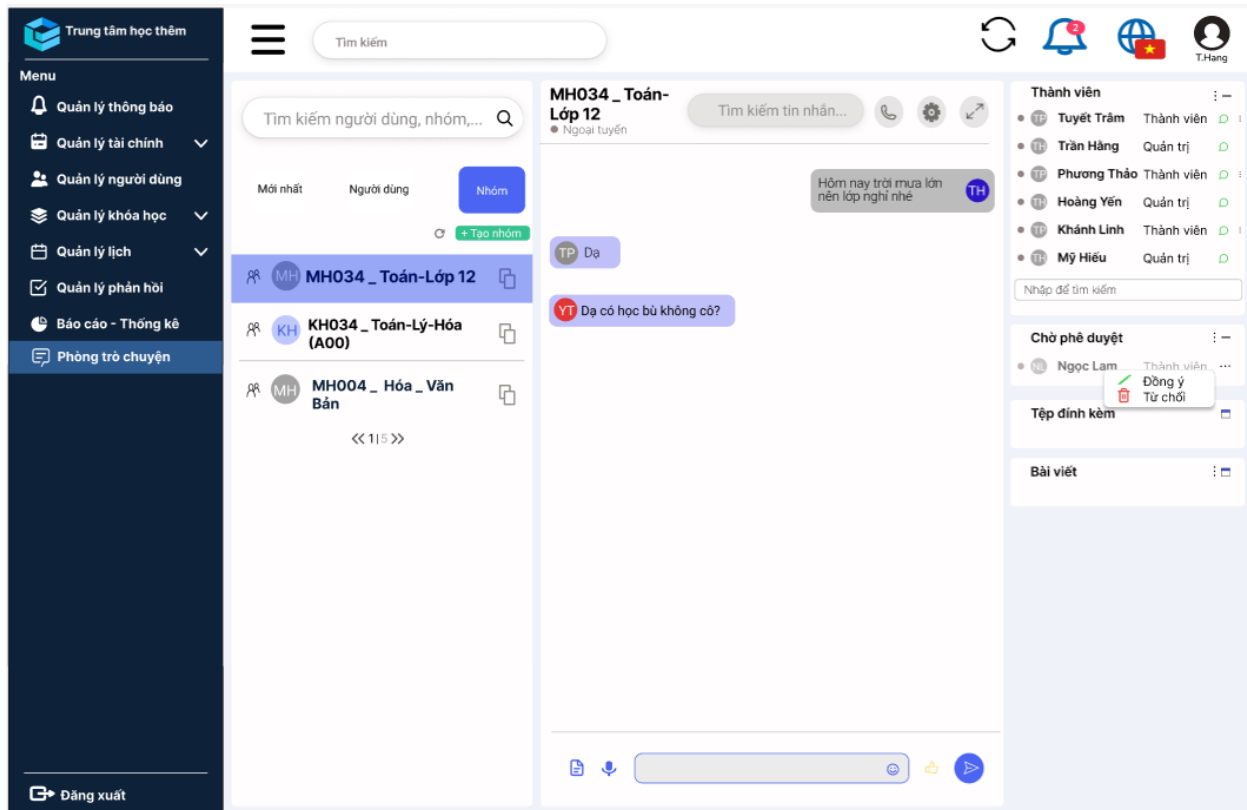 Trung tâm học thêm
Menu
Quản lý thông báo
Quản lý tài chính
Quản lý người dùng
Quản lý khóa học
Quản lý lịch
Quản lý phản hồi
Báo cáo - Thống kê
Phòng trò chuyện
Đăng xuất
Tìm kiếm
2
T.Hang
Tìm kiếm người dùng, nhóm,...
Mới nhất Người dùng Nhóm
+ Tạo nhóm
MH MH034 _ Toán-Lớp 12
KH KH034 _ Toán-Lý-Hóa
(A00)
MH MH004 _ Hóa _ Văn
Bản
1|5
MH034 _ Toán-
Lớp 12
Ngoại tuyến
Tìm kiếm tin nhắn...
Hôm nay trời mưa lớn
nên lớp nghỉ nhé
TH
TP Dạ
YT Dạ có học bù không cô?
Thành viên
TP Tuyết Trâm Thành viên
TH Trần Hằng Quản trị
TP Phương Thảo Thành viên
TH Hoàng Yến Quản trị
TP Khánh Linh Thành viên
TH Mỹ Hiếu Quản trị
Nhập để tìm kiếm
Chờ phê duyệt
NL Ngọc Lam Thành viên
Đồng ý
Từ chối
Tệp đính kèm
Bài viết